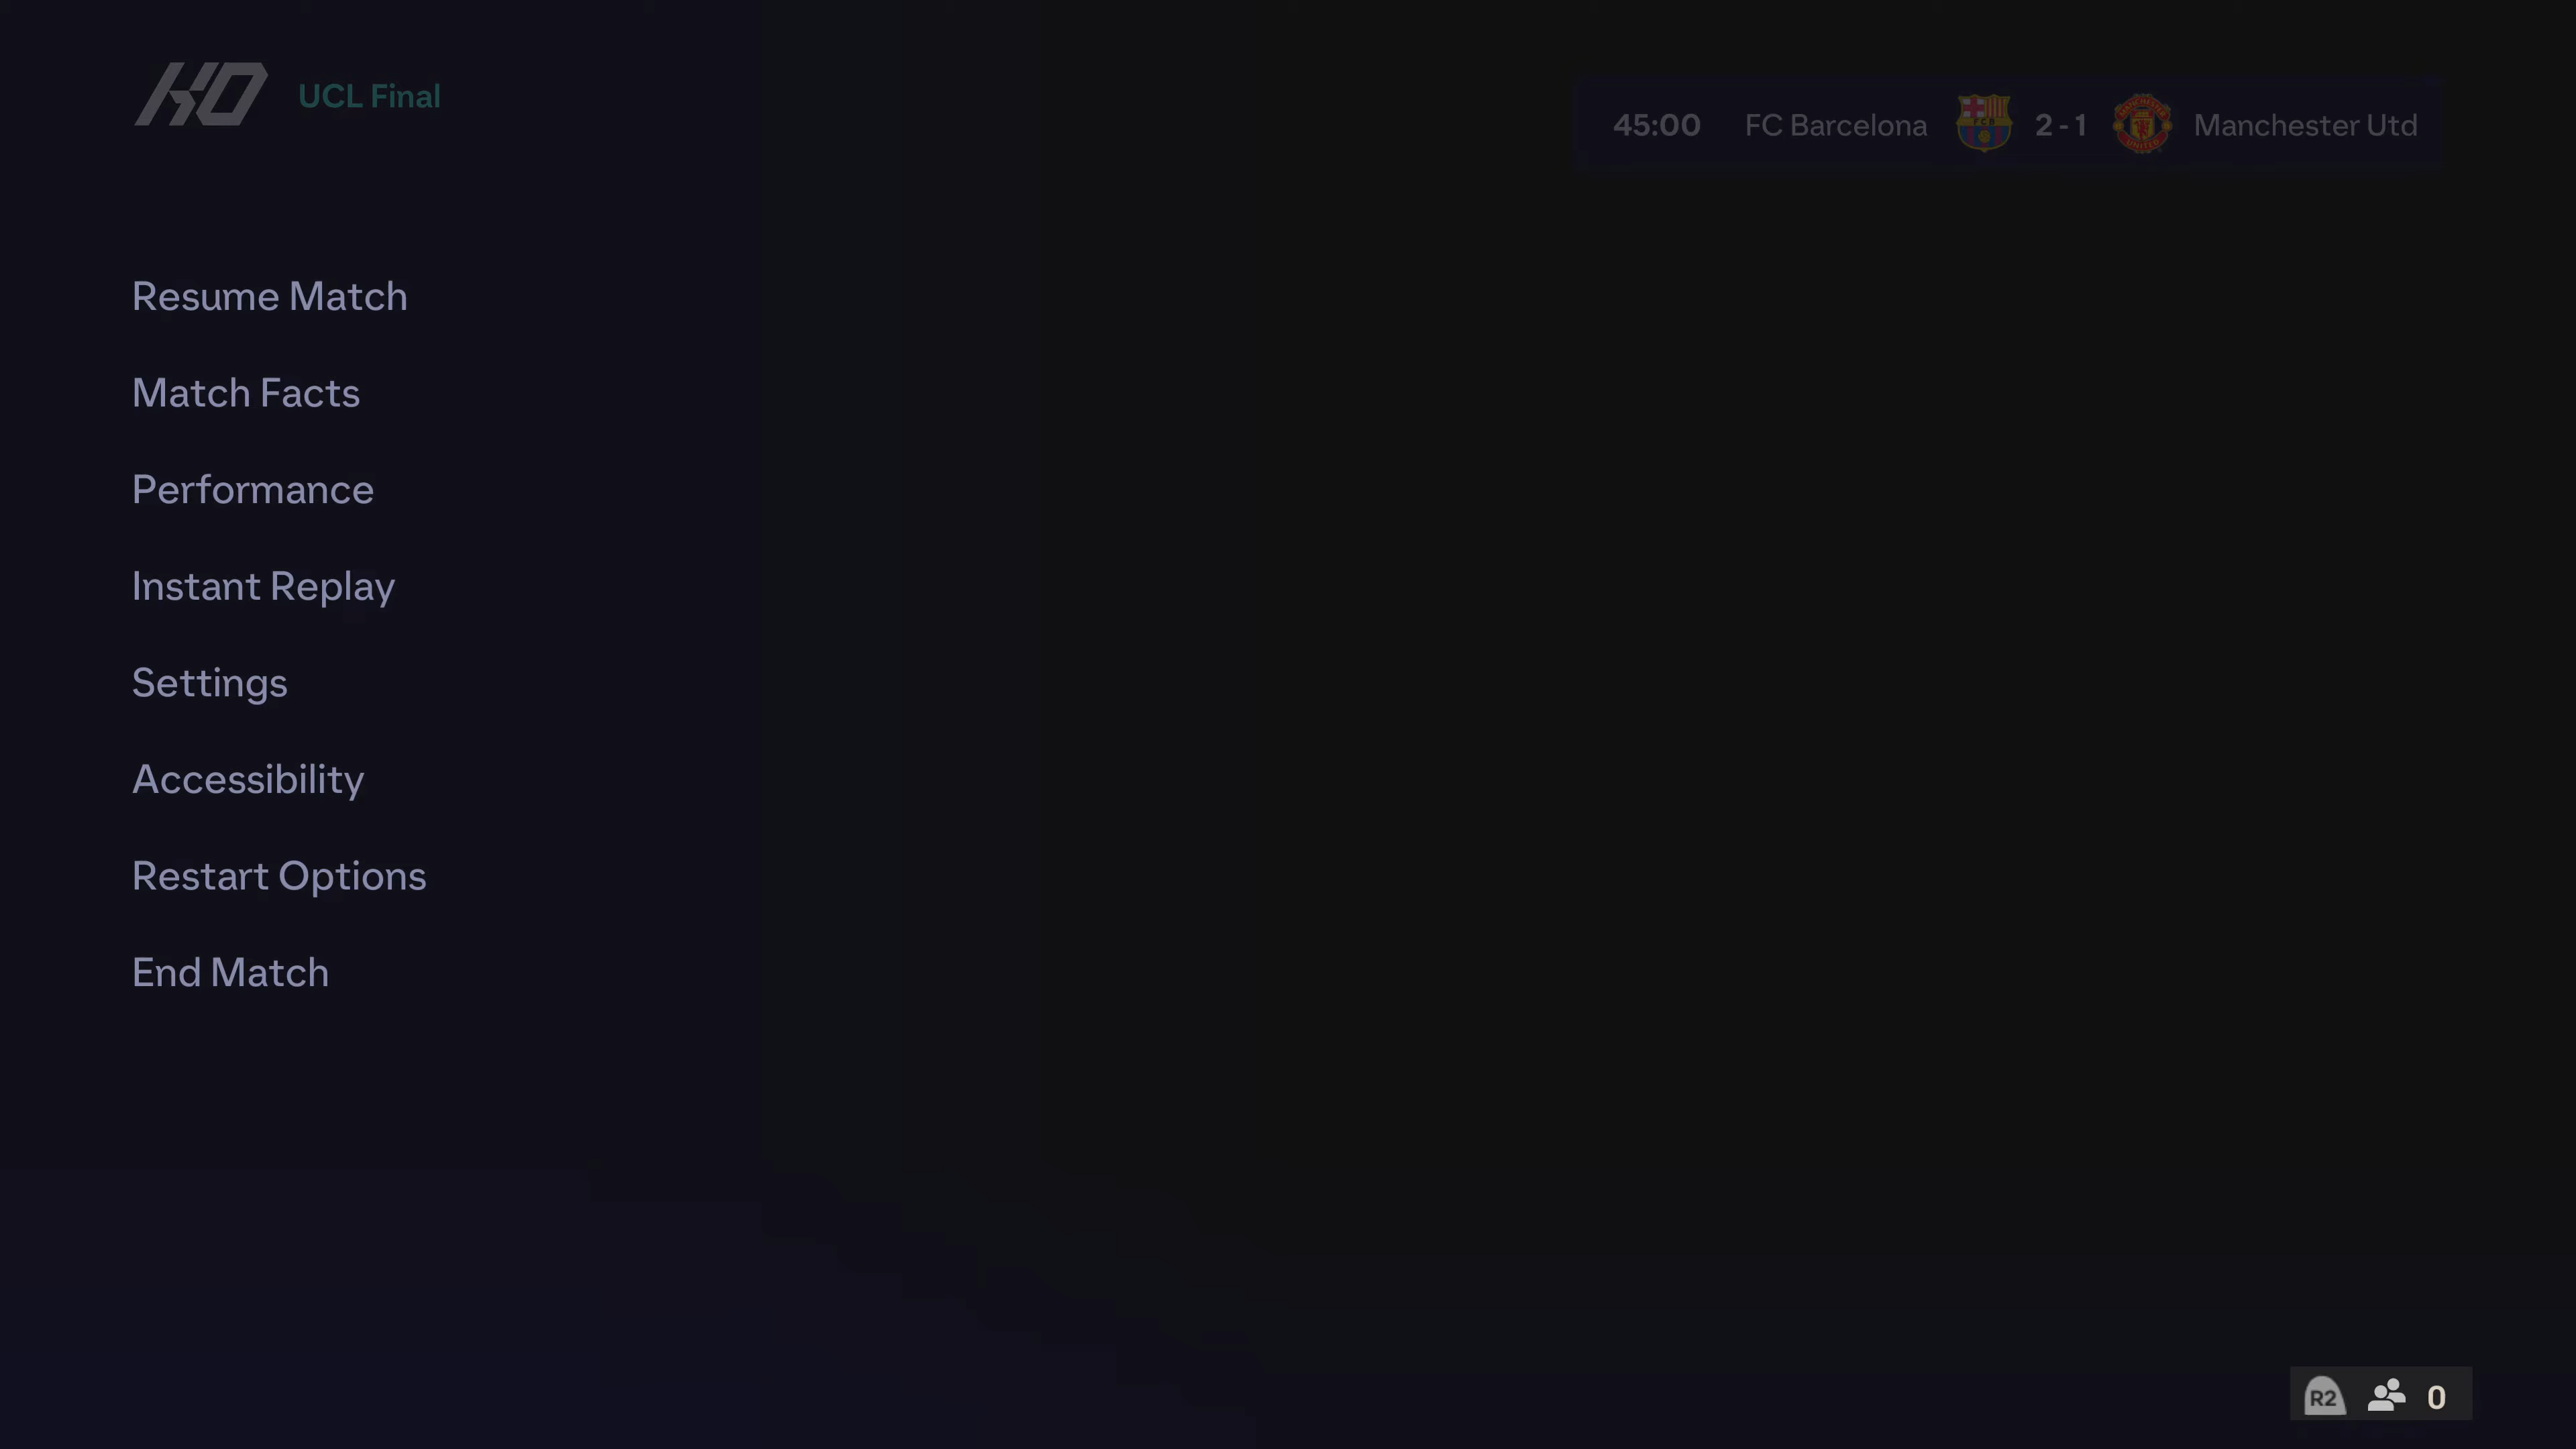 KO UCL Final
45:00 FC Barcelona 2 - 1 Manchester Utd
Resume Match
Match Facts
Performance
Instant Replay
Settings
Accessibility
Restart Options
End Match
R2 0